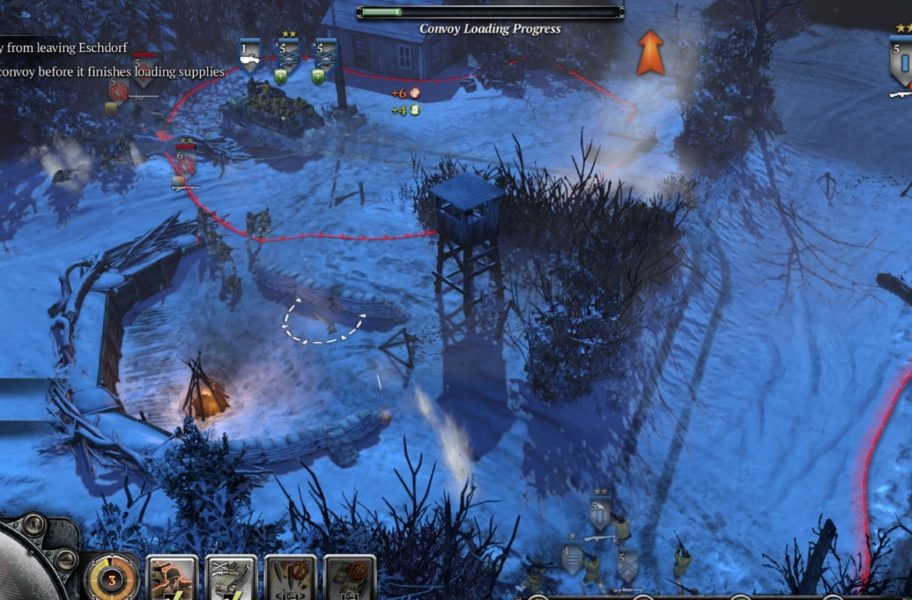 Convoy Loading Progress
y from leaving Eschdorf
convoy before it finishes loading supplies
1
5
5
5
+6
+4
5
3